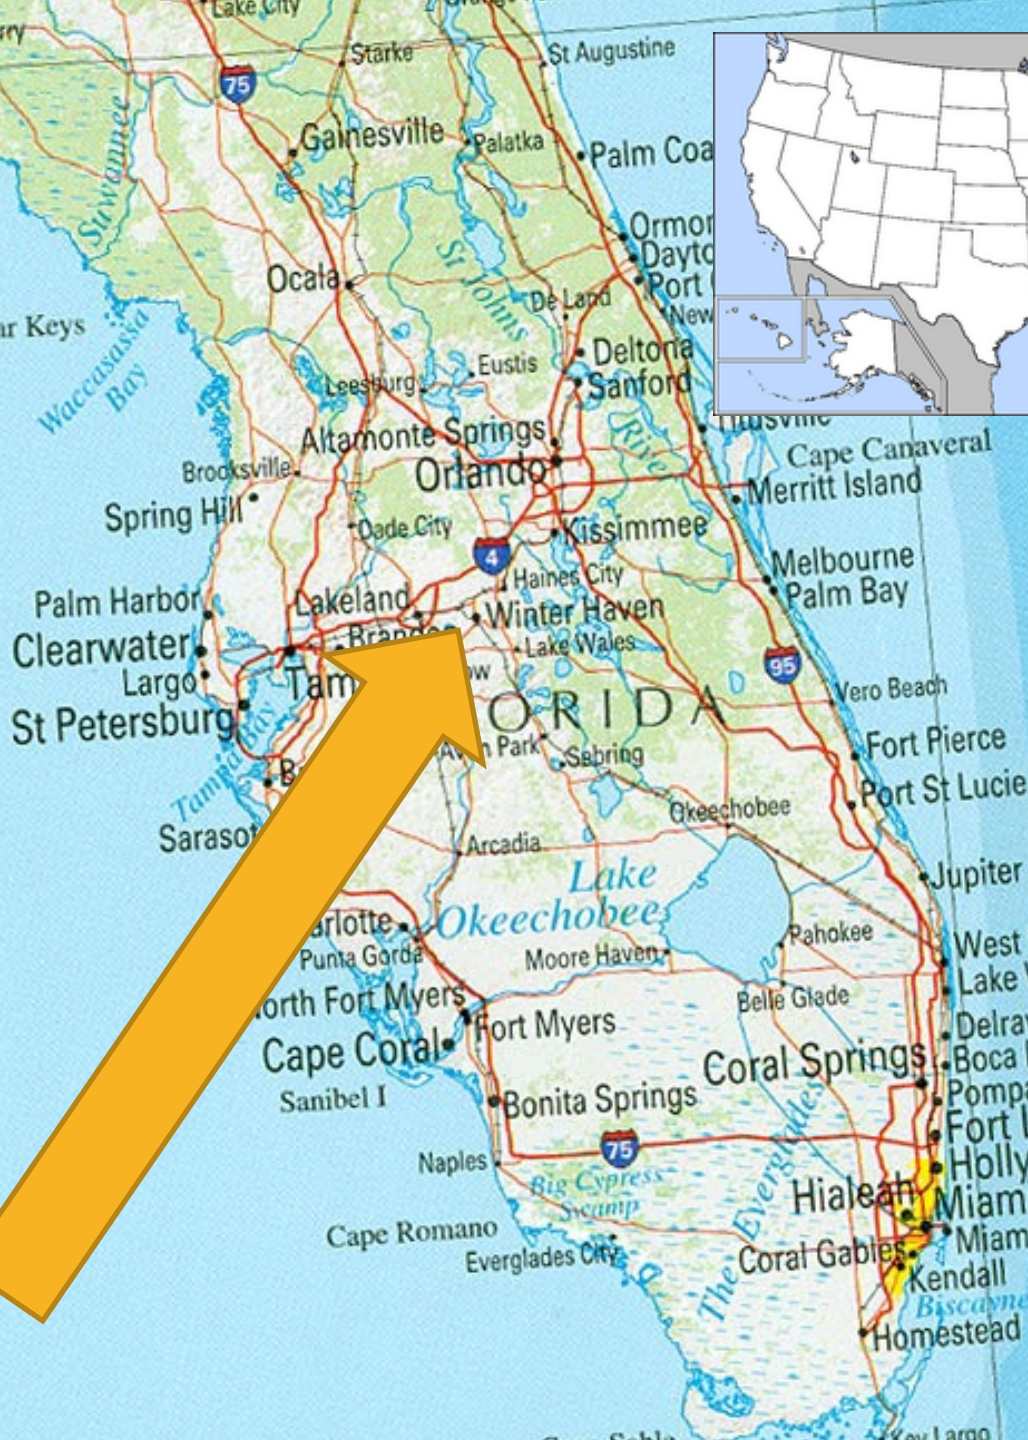 Lake City
Starke
St Augustine
75
Gainesville
Palatka
Palm Coa
Suwannee
Ormor
Dayto
Port
Ocala
St Johns
De Land
New
ar Keys
Waccassassa
Bay
Deltona
Eustis
Sanford
Leesburg
Titusville
Altamonte Springs
River
Cape Canaveral
Brooksville
Orlando
Merritt Island
Spring Hill
Dade City
Kissimmee
4
Melbourne
Haines City
Palm Bay
Palm Harbor
Lakeland
Winter Haven
Clearwater
Lake Wales
95
Largo
Tam
ow
ORIDA
Vero Beach
St Petersburg
Tampa Bay
Park
Sebring
Fort Pierce
Port St Lucie
Sarasot
Okeechobee
Arcadia
Lake
Okeechobee
Jupiter
arlotte
Punta Gorda
Pahokee
West
Moore Haven
Lake
Belle Glade
orth Fort Myers
Fort Myers
Delra
Cape Coral
Coral Springs
Boca
Sanibel I
Bonita Springs
Pomp
Fort
75
Naples
Holly
Big Cypress
Swamp
Hialeah
Miam
The Everglades
Cape Romano
Everglades City
Miam
Coral Gables
Kendall
Biscayne
Homestead
Key Largo